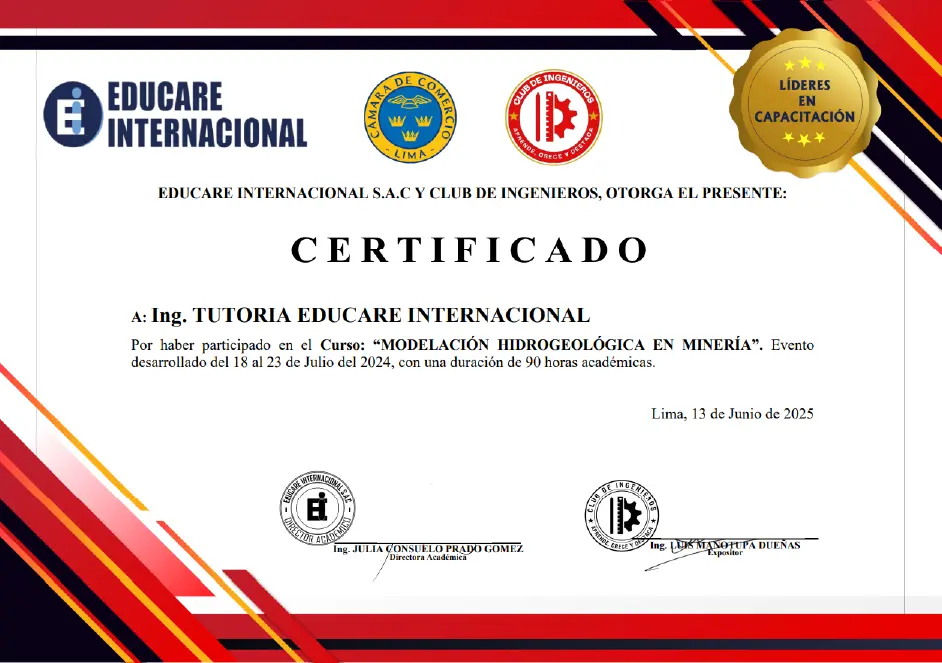 EDUCARE
INTERNACIONAL
CÁMARA DE COMERCIO
- LIMA -
CLUB DE INGENIEROS
APRENDE, CRECE Y DESTACA
LÍDERES
EN
CAPACITACIÓN
EDUCARE INTERNACIONAL S.A.C Y CLUB DE INGENIEROS, OTORGA EL PRESENTE:
CERTIFICADO
A: Ing. TUTORIA EDUCARE INTERNACIONAL
Por haber participado en el Curso: “MODELACIÓN HIDROGEOLÓGICA EN MINERÍA”. Evento
desarrollado del 18 al 23 de Julio del 2024, con una duración de 90 horas académicas.
Lima, 13 de Junio de 2025
EDUCARE INTERNACIONAL S.A.C
DIRECTOR ACADÉMICO
EI
Ing. JULIA CONSUELO PRADO GOMEZ
Directora Académica
CLUB DE INGENIEROS
APRENDE, CRECE Y DESTACA
Ing. LUIS MANOTUPA DUEÑAS
Expositor